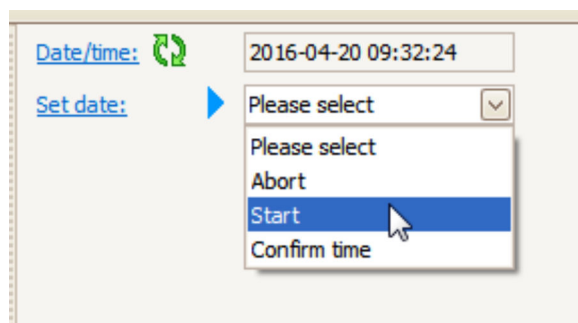 Date/time: 2016-04-20 09:32:24
Set date: Please select
Please select
Abort
Start
Confirm time